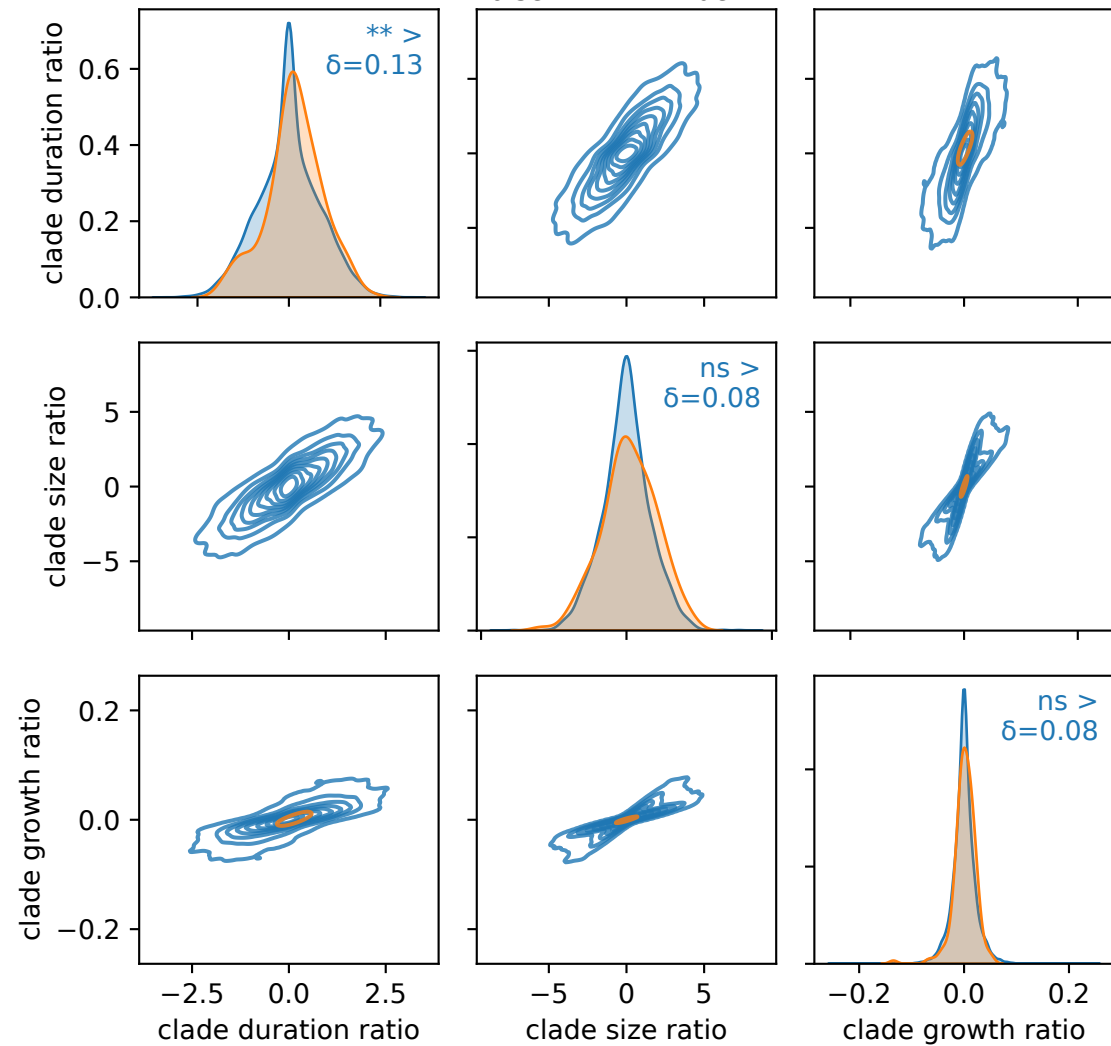 clade duration ratio
0.6
0.4
0.2
0.0
** >
δ=0.13
clade size ratio
5
0
−5
ns >
δ=0.08
clade growth ratio
0.2
0.0
−0.2
ns >
δ=0.08
−2.5 0.0 2.5
−5 0 5
−0.2 0.0 0.2
clade duration ratio
clade size ratio
clade growth ratio